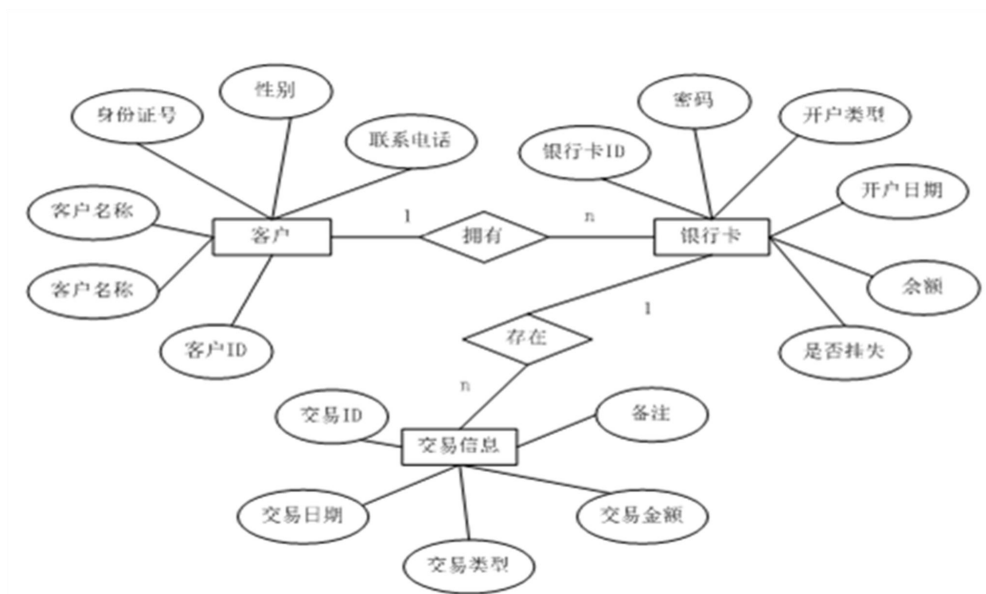 性别
密码
身份证号
开户类型
联系电话
银行卡ID
开户日期
客户名称
1
n
客户
拥有
银行卡
客户名称
余额
1
存在
客户ID
是否挂失
n
交易ID
备注
交易信息
交易日期
交易金额
交易类型